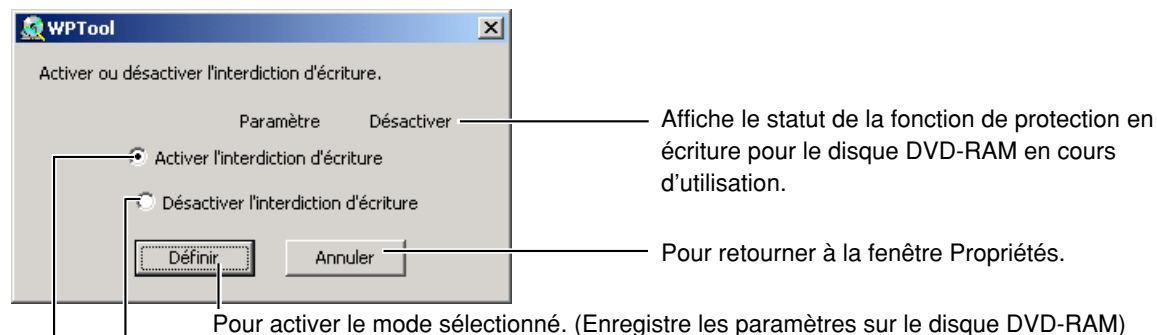 WPTool
Activer ou désactiver l'interdiction d'écriture.
Paramètre Désactiver
Activer l'interdiction d'écriture
Désactiver l'interdiction d'écriture
Définir Annuler
Affiche le statut de la fonction de protection en
écriture pour le disque DVD-RAM en cours
d'utilisation.
Pour retourner à la fenêtre Propriétés.
Pour activer le mode sélectionné. (Enregistre les paramètres sur le disque DVD-RAM)